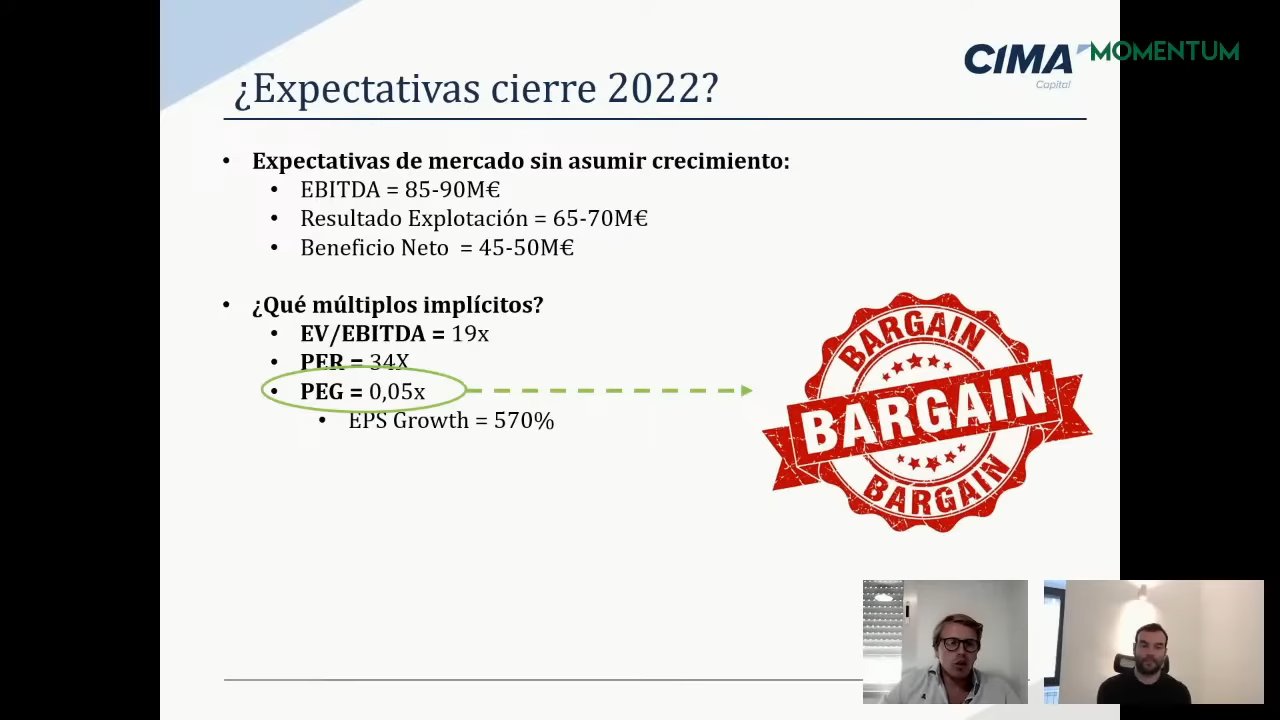 ¿Expectativas cierre 2022?
CIMA
Capital
MOMENTUM
• Expectativas de mercado sin asumir crecimiento:
• EBITDA = 85-90M€
• Resultado Explotación = 65-70M€
• Beneficio Neto = 45-50M€
• ¿Qué múltiplos implícitos?
• EV/EBITDA = 19x
• PER = 34X
• PEG = 0,05x
• EPS Growth = 570%
BARGAIN
BARGAIN
BARGAIN